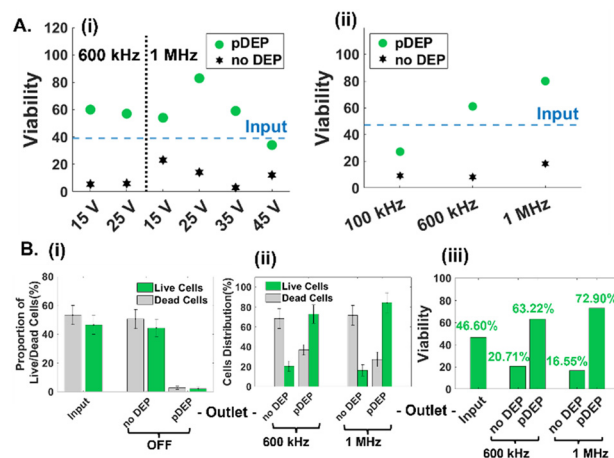 A. (i)
600 kHz
1 MHz
pDEP
no DEP
Input
Viability
100
80
60
40
20
0
15 V
25 V
15 V
25 V
35 V
45 V
(ii)
pDEP
no DEP
Input
Viability
100
80
60
40
20
0
100 kHz
600 kHz
1 MHz
B. (i)
Live Cells
Dead Cells
Proportion of
Live/Dead Cells(%)
80
60
40
20
0
Input
no DEP
pDEP
OFF
- Outlet -
(ii)
Live Cells
Dead Cells
Cells Distribution(%)
100
80
60
40
20
0
no DEP
pDEP
no DEP
pDEP
600 kHz
1 MHz
- Outlet -
(iii)
Viability
100
80
60
40
20
0
46.60%
20.71%
63.22%
16.55%
72.90%
Input
no DEP
pDEP
no DEP
pDEP
600 kHz
1 MHz